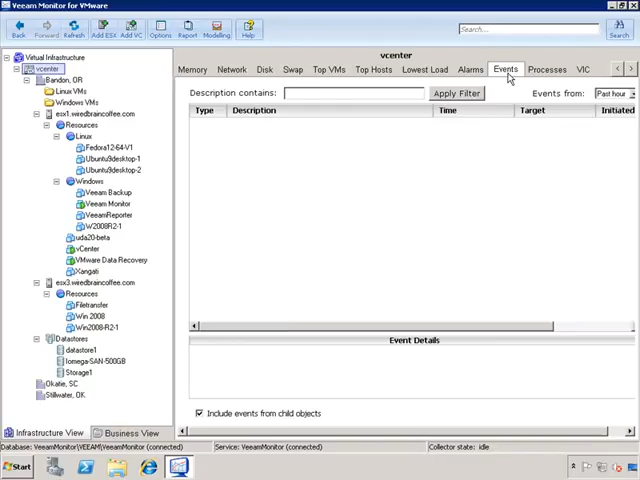 Veeam Monitor for VMware
Back Forward Refresh Add ESX Add VC Options Report Modelling Help
Search...
Search
Virtual Infrastructure
vcenter
Bandon, OR
Linux VMs
Windows VMs
esx1.wiredbraincoffee.com
Resources
Linux
Fedora12-64-V1
Ubuntu9desktop-1
Ubuntu9desktop-2
Windows
Veeam Backup
Veeam Monitor
VeeamReporter
W2008R2-1
uda20-beta
vCenter
VMware Data Recovery
Xangati
esx3.wiredbraincoffee.com
Resources
Filetransfer
Win 2008
Win2008-R2-1
Datastores
datastore1
Iomega-SAN-500GB
Storage1
Okatie, SC
Stillwater, OK
Infrastructure View Business View
vcenter
Memory Network Disk Swap Top VMs Top Hosts Lowest Load Alarms Events Processes VIC
Description contains: Apply Filter Events from: Past hour
Type Description Time Target Initiated
Event Details
Include events from child objects
Database: VeeamMonitor\VEEAM\VeeamMonitor (connected) Service: VeeamMonitor (connected) Collector state: idle
Start